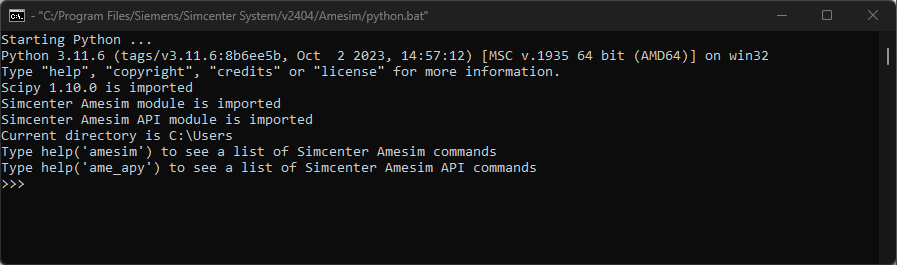 - "C:/Program Files/Siemens/Simcenter System/v2404/Amesim/python.bat"
Starting Python ...
Python 3.11.6 (tags/v3.11.6:8b6ee5b, Oct  2 2023, 14:57:12) [MSC v.1935 64 bit (AMD64)] on win32
Type "help", "copyright", "credits" or "license" for more information.
Scipy 1.10.0 is imported
Simcenter Amesim module is imported
Simcenter Amesim API module is imported
Current directory is C:\Users
Type help('amesim') to see a list of Simcenter Amesim commands
Type help('ame_apy') to see a list of Simcenter Amesim API commands
>>>